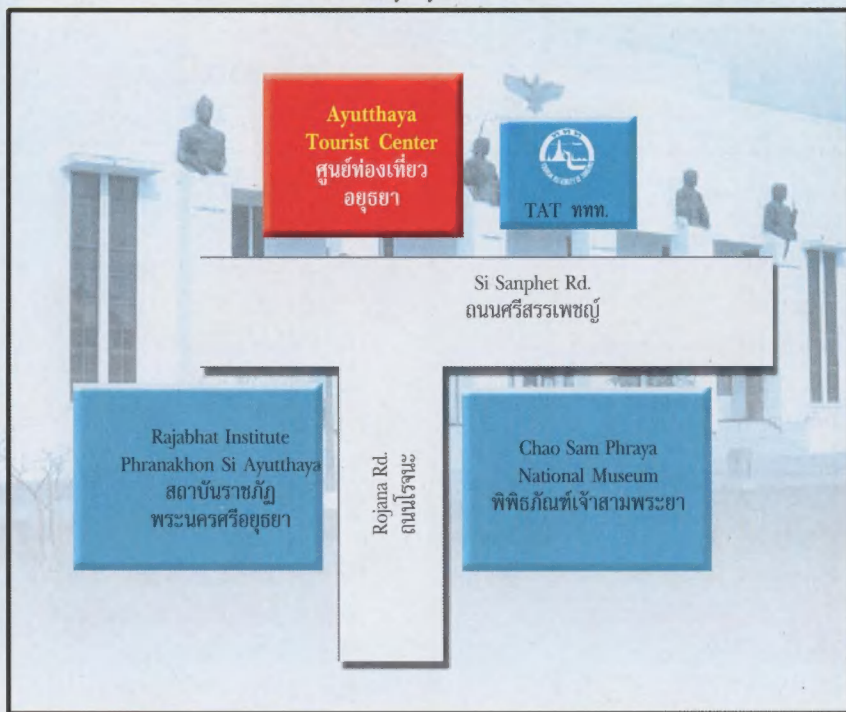 Ayutthaya
Tourist Center
ศูนย์ท่องเที่ยว
อยุธยา
ททท
TAT ททท.
Si Sanphet Rd.
ถนนศรีสรรเพชญ์
Rajabhat Institute
Phranakhon Si Ayutthaya
สถาบันราชภัฏ
พระนครศรีอยุธยา
Rojana Rd.
ถนนโรจนะ
Chao Sam Phraya
National Museum
พิพิธภัณฑ์เจ้าสามพระยา